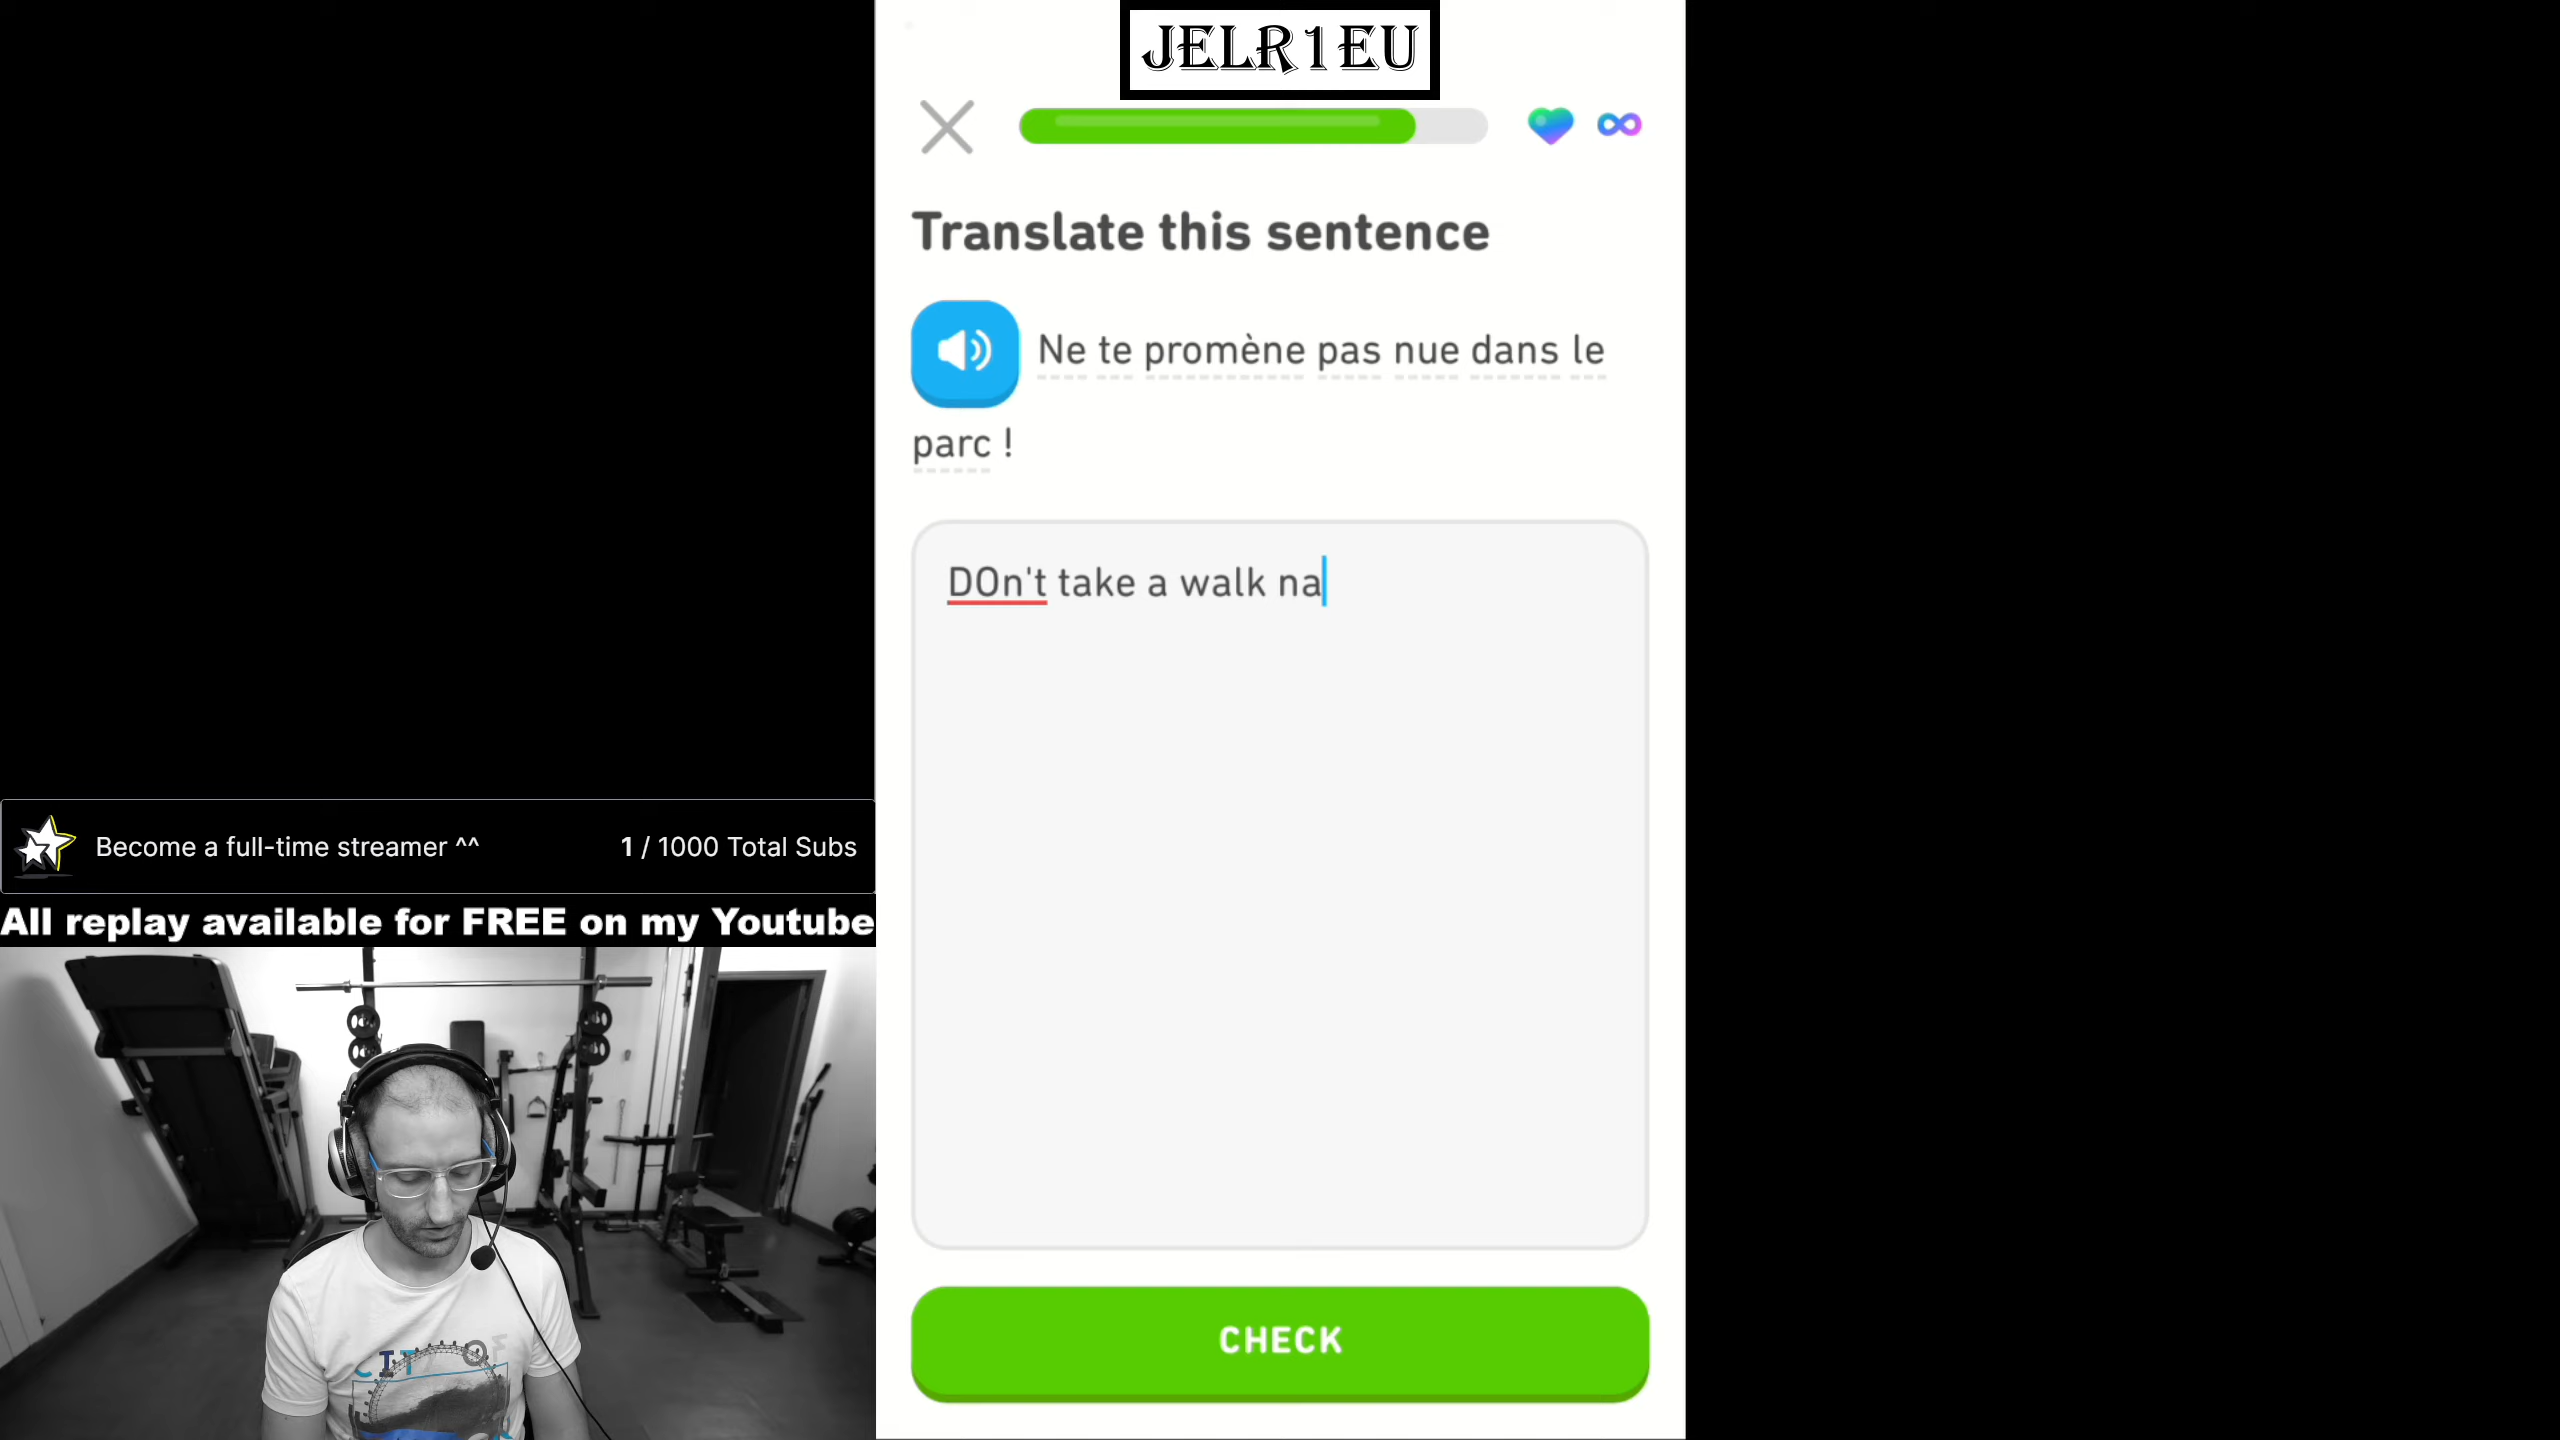 JELR1EU
Translate this sentence
Ne te promène pas nue dans le
parc !
DOn't take a walk na
CHECK
Become a full-time streamer ^^ 1 / 1000 Total Subs
All replay available for FREE on my Youtube